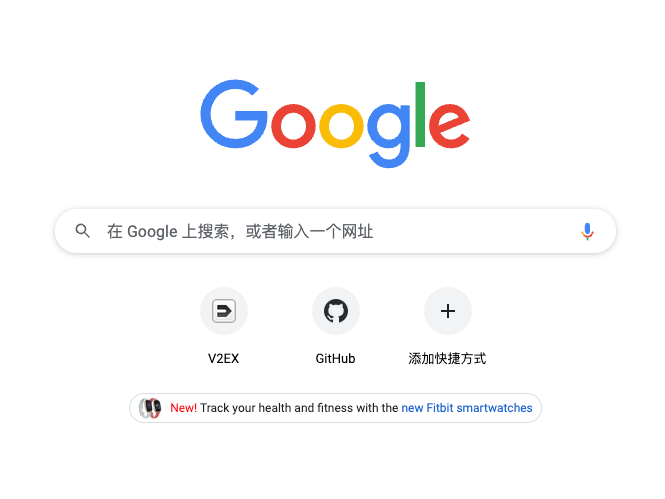 Google
在 Google 上搜索，或者输入一个网址
V2EX
GitHub
添加快捷方式
New! Track your health and fitness with the new Fitbit smartwatches